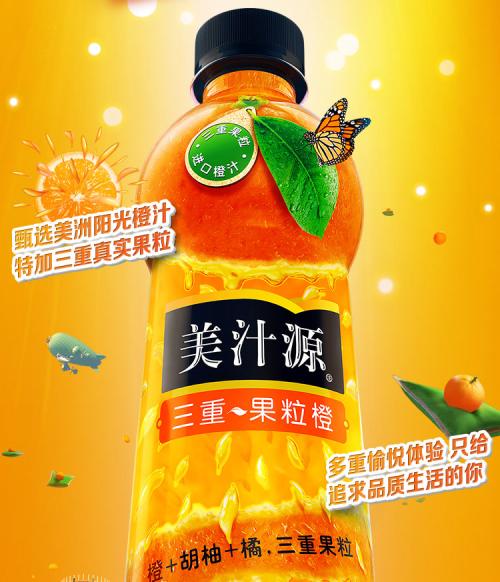 三重果粒
进口橙汁
甄选美洲阳光橙汁
特加三重真实果粒
美汁源®
三重果粒橙
多重愉悦体验 只给
追求品质生活的你
橙+胡柚+橘,三重果粒